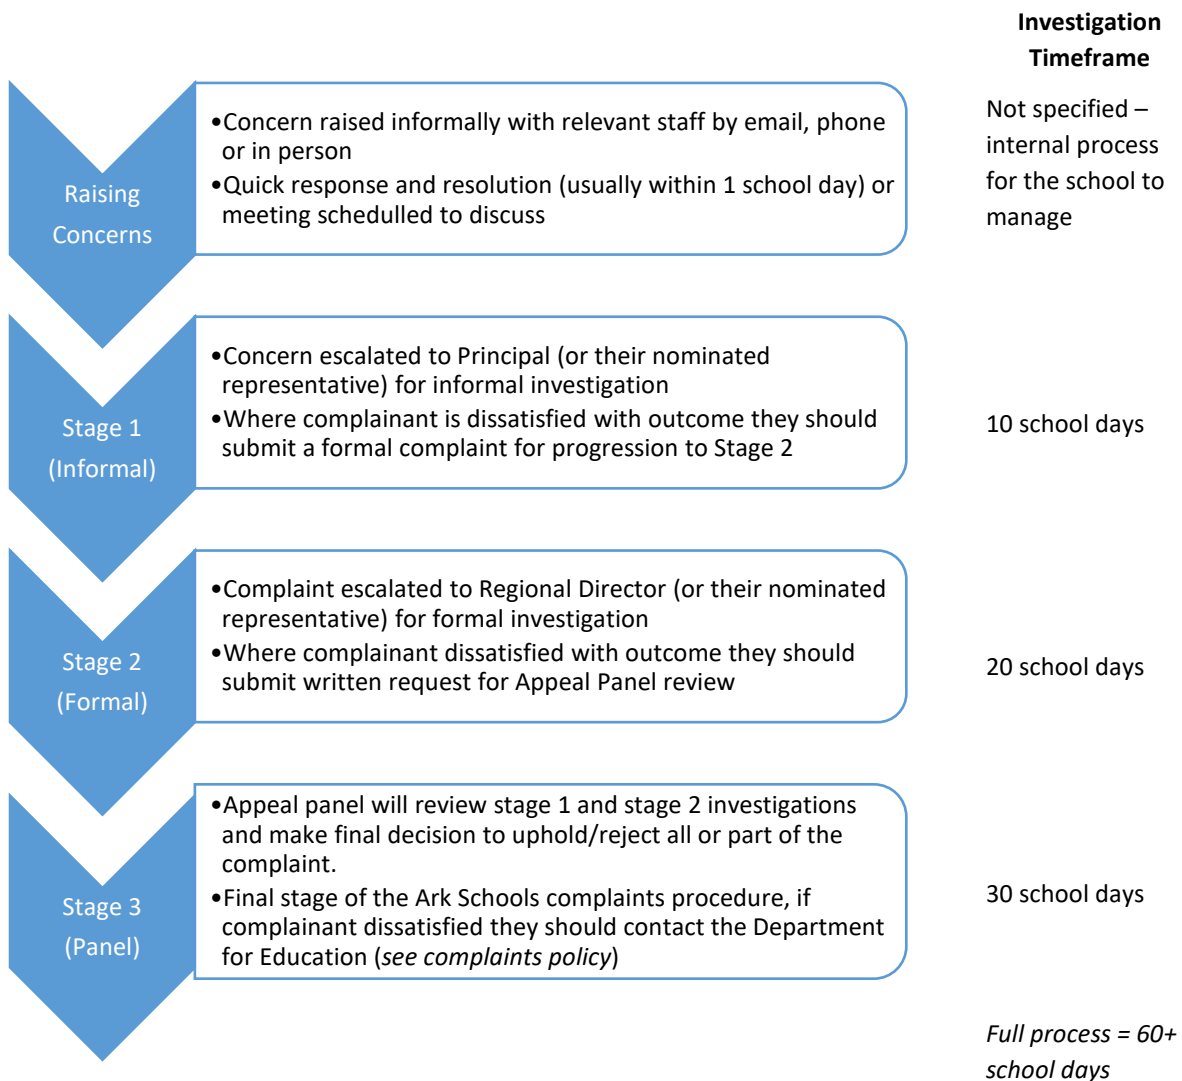 Investigation
Timeframe
Raising
Concerns
•Concern raised informally with relevant staff by email, phone
or in person
•Quick response and resolution (usually within 1 school day) or
meeting schedulled to discuss
Not specified –
internal process
for the school to
manage
Stage 1
(Informal)
•Concern escalated to Principal (or their nominated
representative) for informal investigation
•Where complainant is dissatisfied with outcome they should
submit a formal complaint for progression to Stage 2
10 school days
Stage 2
(Formal)
•Complaint escalated to Regional Director (or their nominated
representative) for formal investigation
•Where complainant dissatisfied with outcome they should
submit written request for Appeal Panel review
20 school days
Stage 3
(Panel)
•Appeal panel will review stage 1 and stage 2 investigations
and make final decision to uphold/reject all or part of the
complaint.
•Final stage of the Ark Schools complaints procedure, if
complainant dissatisfied they should contact the Department
for Education (see complaints policy)
30 school days
Full process = 60+
school days